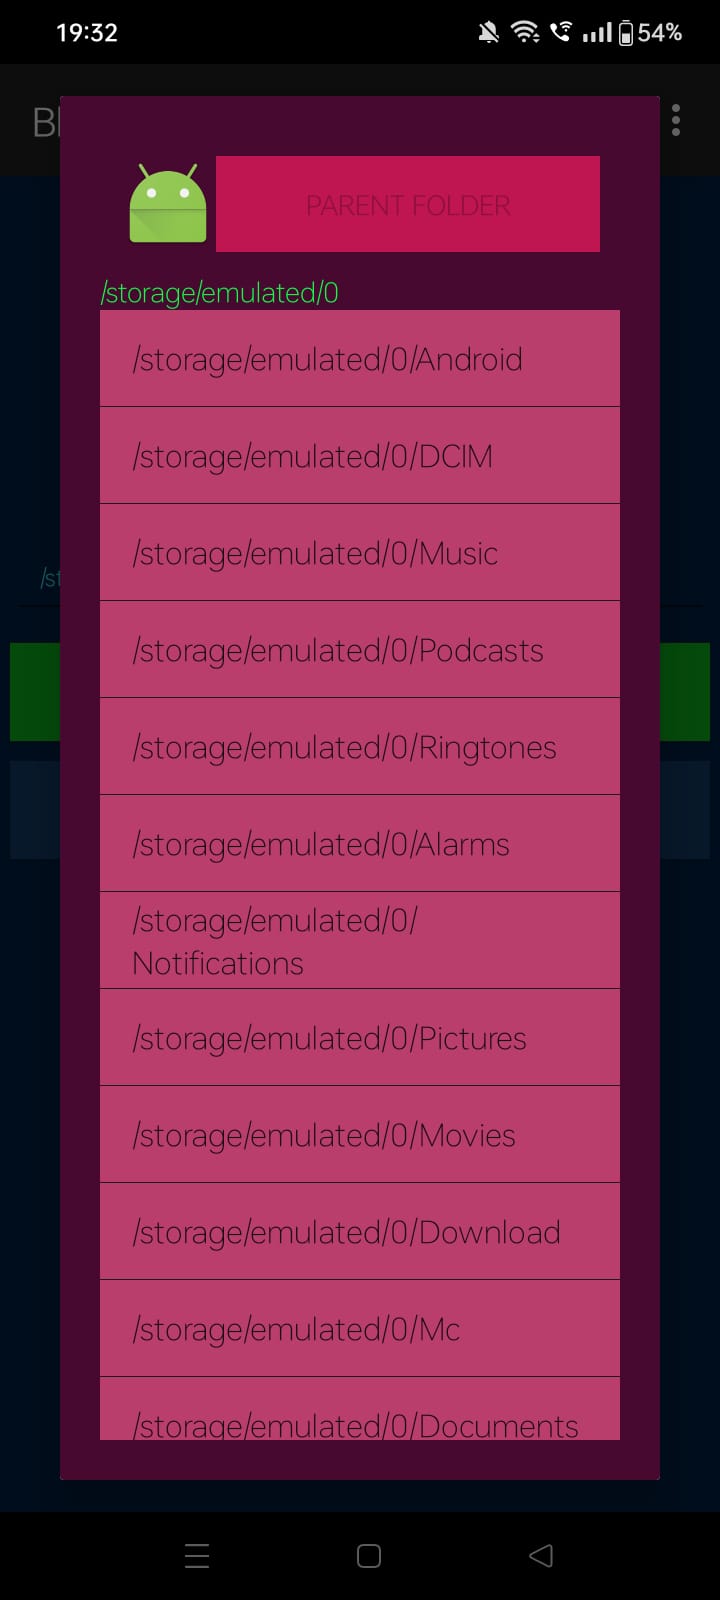 19:32
54%
Bl
PARENT FOLDER
/storage/emulated/0
/storage/emulated/0/Android
/storage/emulated/0/DCIM
/storage/emulated/0/Music
/storage/emulated/0/Podcasts
/st
/storage/emulated/0/Ringtones
/storage/emulated/0/Alarms
/storage/emulated/0/
Notifications
/storage/emulated/0/Pictures
/storage/emulated/0/Movies
/storage/emulated/0/Download
/storage/emulated/0/Mc
/storage/emulated/0/Documents